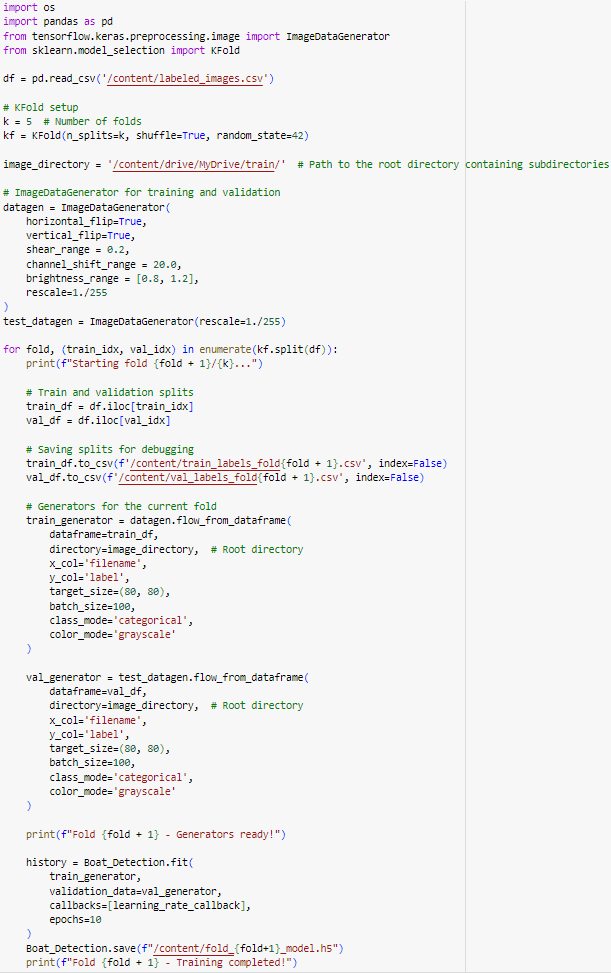 import os
import pandas as pd
from tensorflow.keras.preprocessing.image import ImageDataGenerator
from sklearn.model_selection import KFold

df = pd.read_csv('/content/labeled_images.csv')

# KFold setup
k = 5  # Number of folds
kf = KFold(n_splits=k, shuffle=True, random_state=42)

image_directory = '/content/drive/MyDrive/train/'  # Path to the root directory containing subdirectories

# ImageDataGenerator for training and validation
datagen = ImageDataGenerator(
    horizontal_flip=True,
    vertical_flip=True,
    shear_range = 0.2,
    channel_shift_range = 20.0,
    brightness_range = [0.8, 1.2],
    rescale=1./255
)
test_datagen = ImageDataGenerator(rescale=1./255)

for fold, (train_idx, val_idx) in enumerate(kf.split(df)):
    print(f"Starting fold {fold + 1}/{k}...")

    # Train and validation splits
    train_df = df.iloc[train_idx]
    val_df = df.iloc[val_idx]

    # Saving splits for debugging
    train_df.to_csv(f'/content/train_labels_fold{fold + 1}.csv', index=False)
    val_df.to_csv(f'/content/val_labels_fold{fold + 1}.csv', index=False)

    # Generators for the current fold
    train_generator = datagen.flow_from_dataframe(
        dataframe=train_df,
        directory=image_directory,  # Root directory
        x_col='filename',
        y_col='label',
        target_size=(80, 80),
        batch_size=100,
        class_mode='categorical',
        color_mode='grayscale'
    )

    val_generator = test_datagen.flow_from_dataframe(
        dataframe=val_df,
        directory=image_directory,  # Root directory
        x_col='filename',
        y_col='label',
        target_size=(80, 80),
        batch_size=100,
        class_mode='categorical',
        color_mode='grayscale'
    )

    print(f"Fold {fold + 1} - Generators ready!")

    history = Boat_Detection.fit(
        train_generator,
        validation_data=val_generator,
        callbacks=[learning_rate_callback],
        epochs=10
    )
    Boat_Detection.save(f"/content/fold_{fold+1}_model.h5")
    print(f"Fold {fold + 1} - Training completed!")